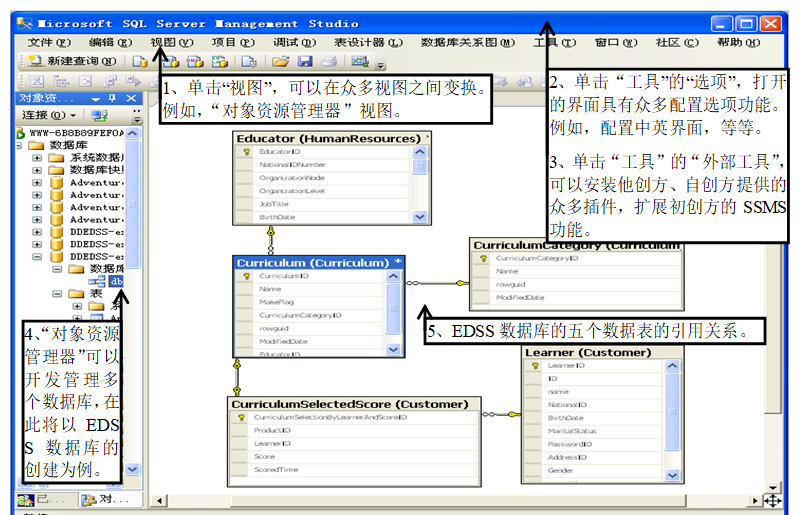 Microsoft SQL Server Management Studio
文件(F) 编辑(E) 视图(V) 项目(P) 调试(D) 表设计器(L) 数据库关系图(M) 工具(T) 窗口(W) 社区(C) 帮助(H)
新建查询(N)
对象资...
连接(O)
WWW-6B8B89FEF0A
数据库
系统数据库
数据库快
Adventur
Adventur
Adventur
Adventur
DDEDSS-e
DDEDSS-e
DDEDSS-e
数据库
db
表
1、单击“视图”，可以在众多视图之间变换。
例如，“对象资源管理器”视图。
2、单击“工具”的“选项”，打开
的界面具有众多配置选项功能。
例如，配置中英界面，等等。
3、单击“工具”的“外部工具”，
可以安装他创方、自创方提供的
众多插件，扩展初创方的 SSMS
功能。
Educator (HumanResources)
EducatorID
NationalIDNumber
OrganizationNode
OrganizationLevel
JobTitle
BirthDate
Curriculum (Curriculum) *
CurriculumID
Name
MakeFlag
CurriculumCategoryID
rowguid
ModifiedDate
EducatorID
CurriculumCategory (Curriculum
CurriculumCategoryID
Name
rowguid
ModifiedDate
5、EDSS 数据库的五个数据表的引用关系。
4、“对象资源
管理器”可以
开发管理多
个数据库，在
此将以 EDS
S 数据库的
创建为例。
CurriculumSelectedScore (Customer)
CurriculumSelectionByLearnerAndScoreID
ProductID
LearnerID
Score
ScoredTime
Learner (Customer)
LearnerID
ID
name
NationalID
BirthDate
MaritalStatus
PasswordID
AddressID
Gender
已... 对...